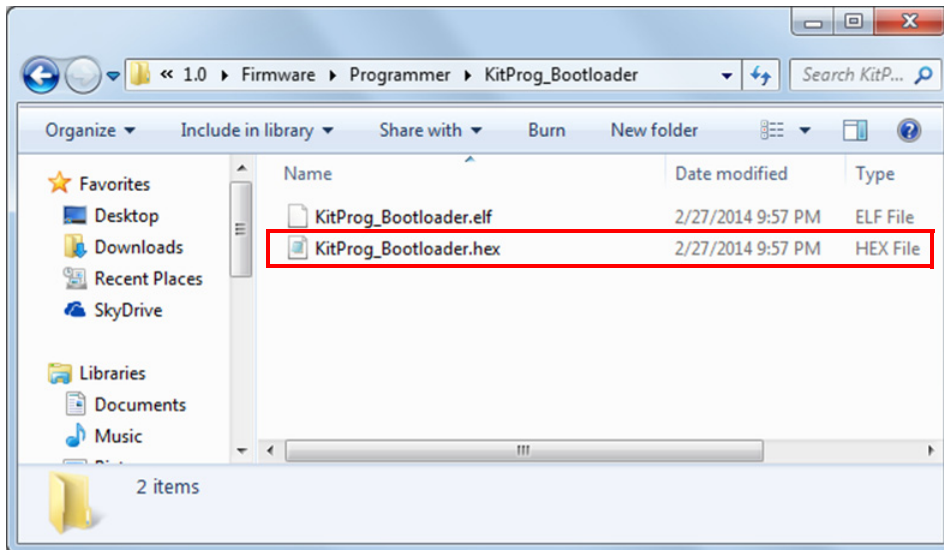 « 1.0 ▸ Firmware ▸ Programmer ▸ KitProg_Bootloader Search KitP...
Organize Include in library Share with Burn New folder
Favorites
Desktop
Downloads
Recent Places
SkyDrive
Libraries
Documents
Music
Name Date modified Type
KitProg_Bootloader.elf 2/27/2014 9:57 PM ELF File
KitProg_Bootloader.hex 2/27/2014 9:57 PM HEX File
2 items